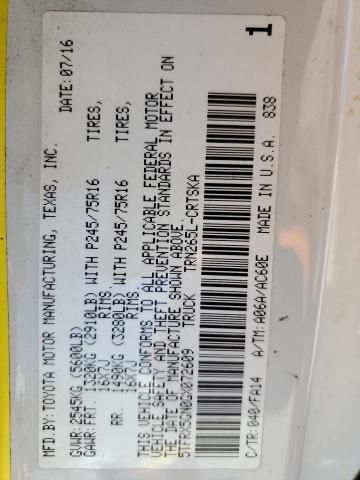 MFD.BY:TOYOTA MOTOR MANUFACTURING, TEXAS, INC. DATE:07/16
GVWR:2545KG(5600LB)
GAWR:FRT. 1320KG (2910LB) WITH P245/75R16 TIRES,
16X7J RIMS,
RR. 1490KG (3280LB) WITH P245/75R16 TIRES,
16X7J RIMS,
THIS VEHICLE CONFORMS TO ALL APPLICABLE FEDERAL MOTOR
VEHICLE SAFETY AND THEFT PREVENTION STANDARDS IN EFFECT ON
THE DATE OF MANUFACTURE SHOWN ABOVE.
5TFRX5GN0GX072609 TRUCK TRN265L-CRTSKA
C/TR:040/FA14 A/TM:A06A/AC60E MADE IN U.S.A. 838
1